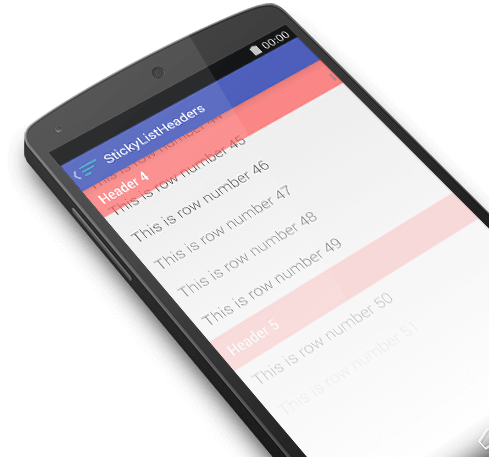 00:00
StickyListHeaders
This is row number 44
Header 4
This is row number 45
This is row number 46
This is row number 47
This is row number 48
This is row number 49
Header 5
This is row number 50
This is row number 51